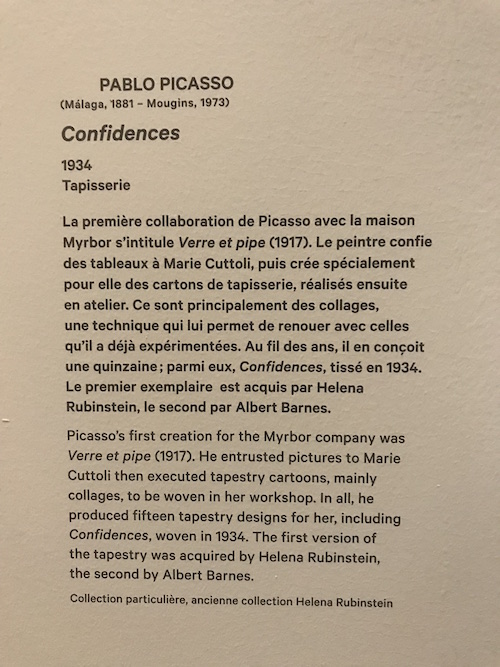 PABLO PICASSO
(Málaga, 1881 – Mougins, 1973)
Confidences
1934
Tapisserie
La première collaboration de Picasso avec la maison
Myrbor s’intitule Verre et pipe (1917). Le peintre confie
des tableaux à Marie Cuttoli, puis crée spécialement
pour elle des cartons de tapisserie, réalisés ensuite
en atelier. Ce sont principalement des collages,
une technique qui lui permet de renouer avec celles
qu’il a déjà expérimentées. Au fil des ans, il en conçoit
une quinzaine ; parmi eux, Confidences, tissé en 1934.
Le premier exemplaire est acquis par Helena
Rubinstein, le second par Albert Barnes.
Picasso’s first creation for the Myrbor company was
Verre et pipe (1917). He entrusted pictures to Marie
Cuttoli then executed tapestry cartoons, mainly
collages, to be woven in her workshop. In all, he
produced fifteen tapestry designs for her, including
Confidences, woven in 1934. The first version of
the tapestry was acquired by Helena Rubinstein,
the second by Albert Barnes.
Collection particulière, ancienne collection Helena Rubinstein